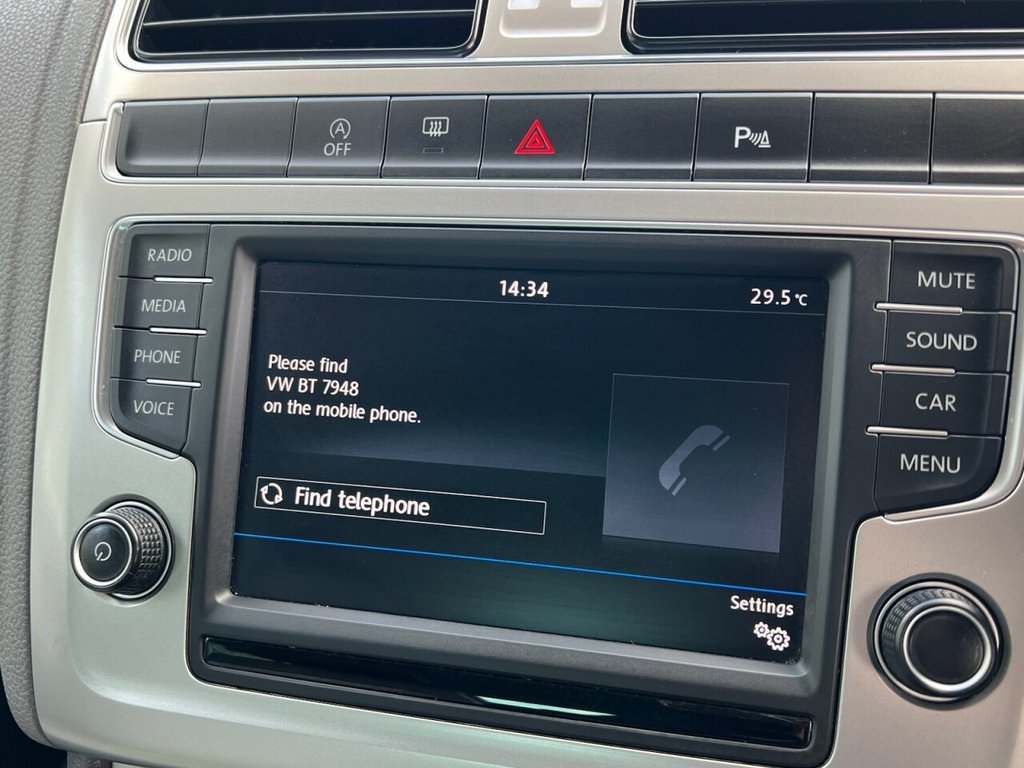 OFF
P
RADIO
MEDIA
PHONE
VOICE
14:34
29.5°C
Please find
VW BT 7948
on the mobile phone.
Find telephone
Settings
MUTE
SOUND
CAR
MENU